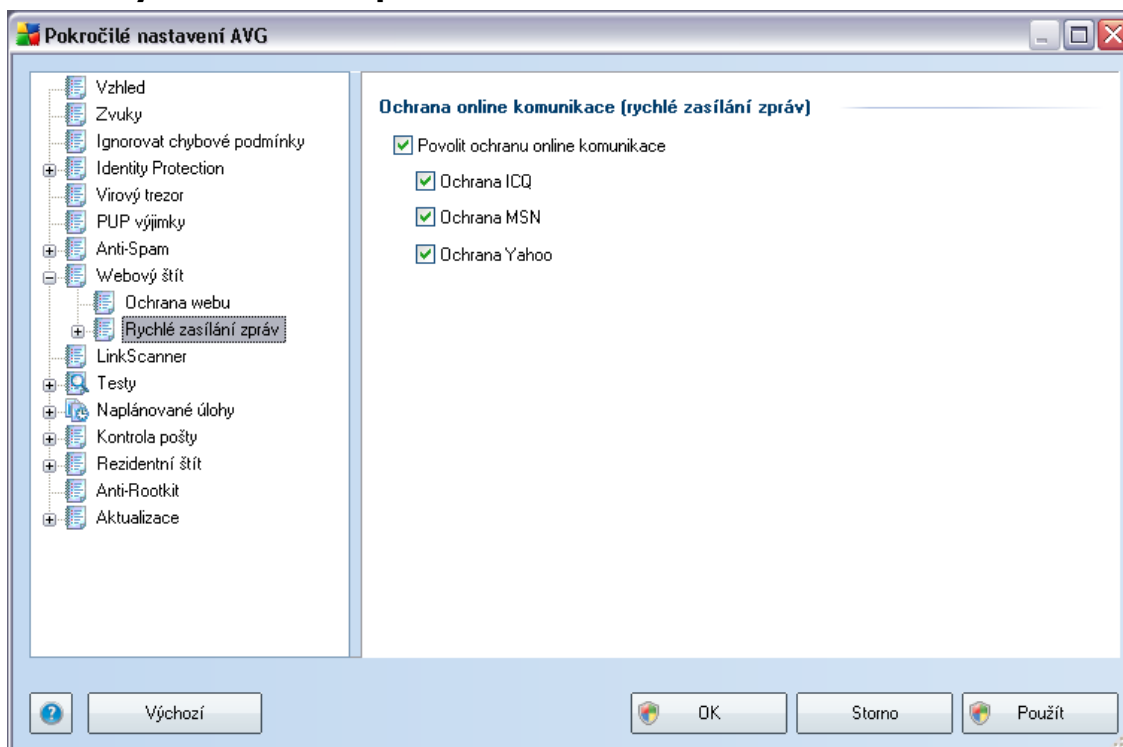 Pokročilé nastavení AVG
Vzhled
Zvuky
Ignorovat chybové podmínky
Identity Protection
Virový trezor
PUP výjimky
Anti-Spam
Webový štít
Ochrana webu
Rychlé zasílání zpráv
LinkScanner
Testy
Naplánované úlohy
Kontrola pošty
Rezidentní štít
Anti-Rootkit
Aktualizace
Ochrana online komunikace (rychlé zasílání zpráv)
Povolit ochranu online komunikace
Ochrana ICQ
Ochrana MSN
Ochrana Yahoo
Výchozí
OK
Storno
Použít